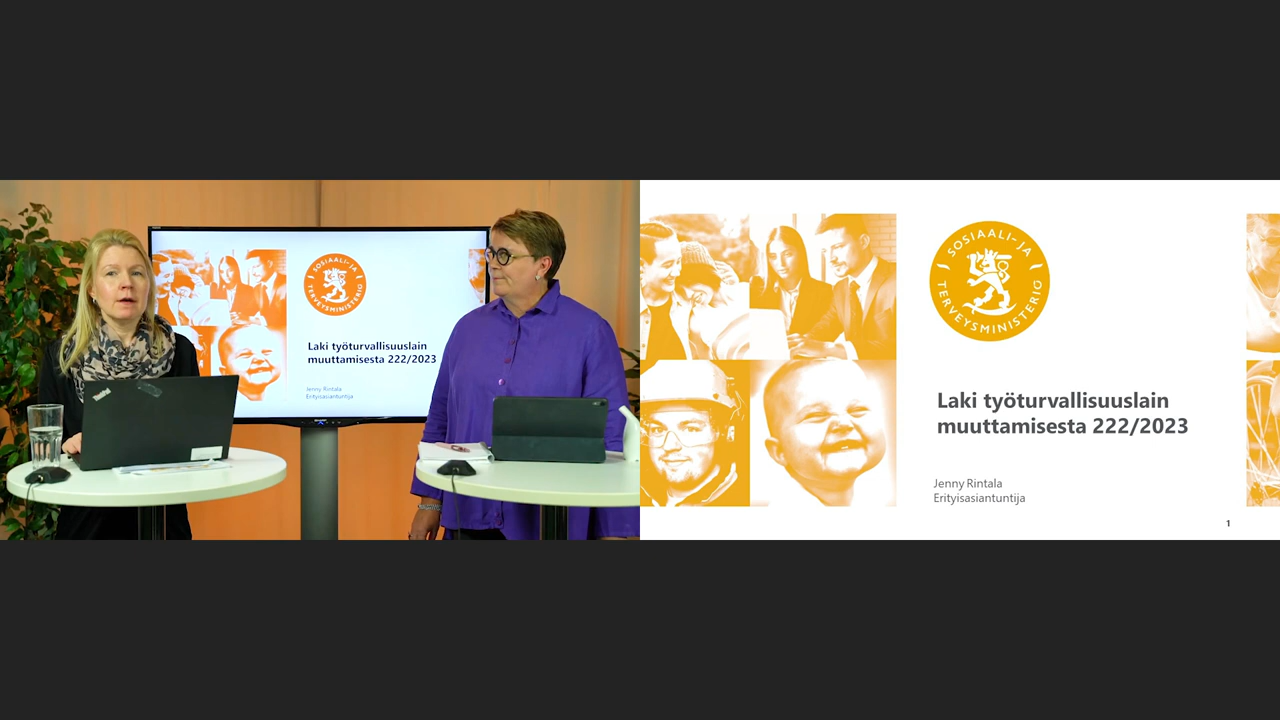 SOSIAALI- JA
TERVEYSMINISTERIÖ
Laki työturvallisuuslain
muuttamisesta 222/2023
Jenny Rintala
Erityisasiantuntija
SOSIAALI- JA
TERVEYSMINISTERIÖ
Laki työturvallisuuslain
muuttamisesta 222/2023
Jenny Rintala
Erityisasiantuntija
1